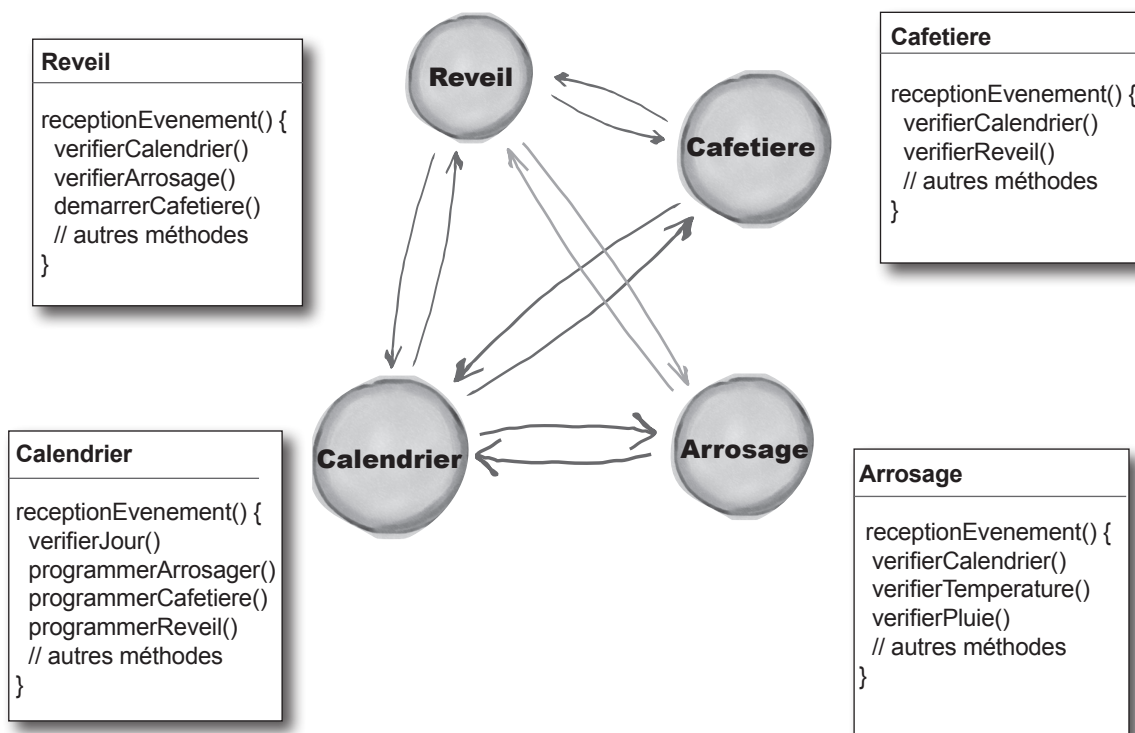 Reveil
receptionEvenement() {
verifierCalendrier()
verifierArrosage()
demarrerCafetiere()
// autres méthodes
}
Reveil
Cafetiere
Cafetiere
receptionEvenement() {
verifierCalendrier()
verifierReveil()
// autres méthodes
}
Calendrier
Arrosage
Calendrier
receptionEvenement() {
verifierJour()
programmerArrosager()
programmerCafetiere()
programmerReveil()
// autres méthodes
}
Arrosage
receptionEvenement() {
verifierCalendrier()
verifierTemperature()
verifierPluie()
// autres méthodes
}